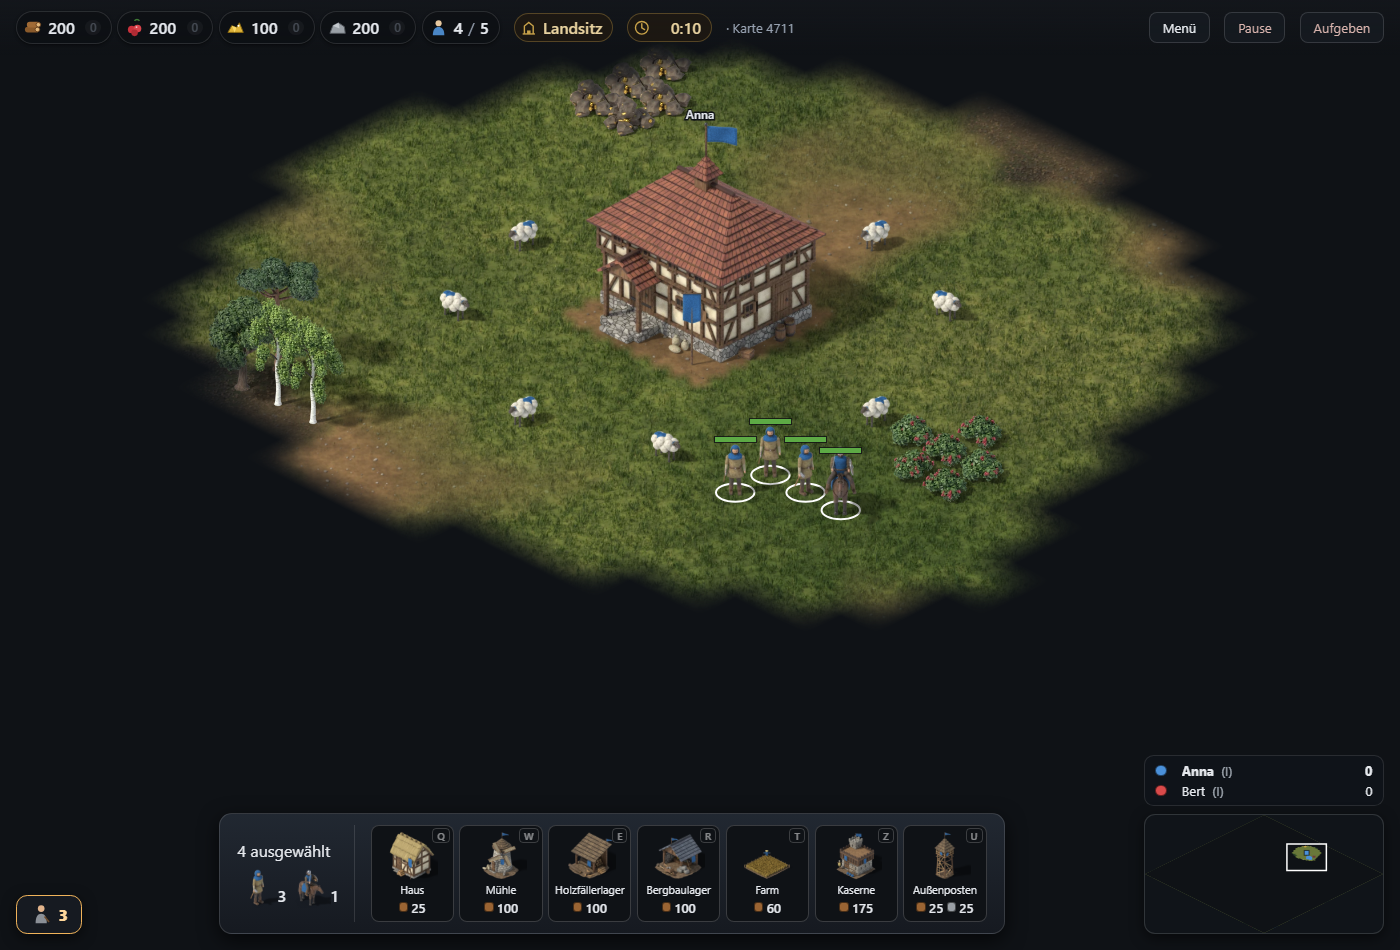 200 0 200 0 100 0 200 0 4 / 5 Landsitz 0:10 · Karte 4711 Menü Pause Aufgeben
Anna
Anna (I) 0
Bert (I) 0
4 ausgewählt
3 1
Q W E R T Z U
Haus Mühle Holzfällerlager Bergbaulager Farm Kaserne Außenposten
25 100 100 100 60 175 25 25
3